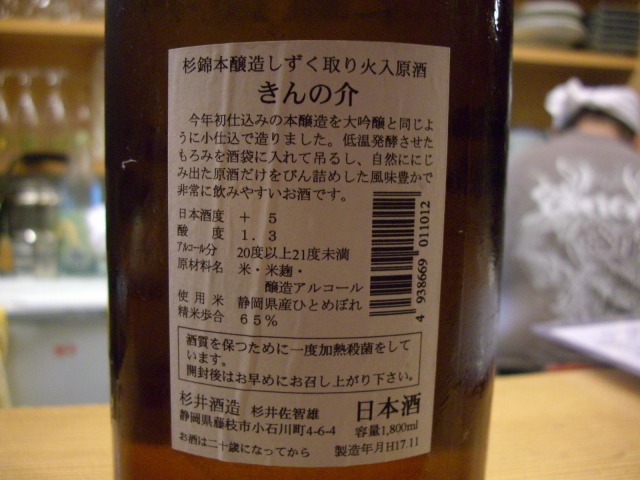 杉錦本醸造しずく取り火入原酒
きんの介
今年初仕込みの本醸造を大吟醸と同じよ
うに小仕込で造りました。低温発酵させた
もろみを酒袋に入れて吊るし、自然ににじ
み出た原酒だけをびん詰めした風味豊かで
非常に飲みやすいお酒です。
日本酒度 ＋５
酸度 １.３
アルコール分 20度以上21度未満
原材料名 米・米麹・
醸造アルコール
使用米 静岡県産ひとめぼれ
精米歩合 ６５％
4 938669 011012
酒質を保つために一度加熱殺菌をして
います。
開封後はお早めにお召し上がり下さい。
杉井酒造 杉井佐智雄
静岡県藤枝市小石川町4-6-4
お酒は二十歳になってから
日本酒
容量1,800ml
製造年月H17.11